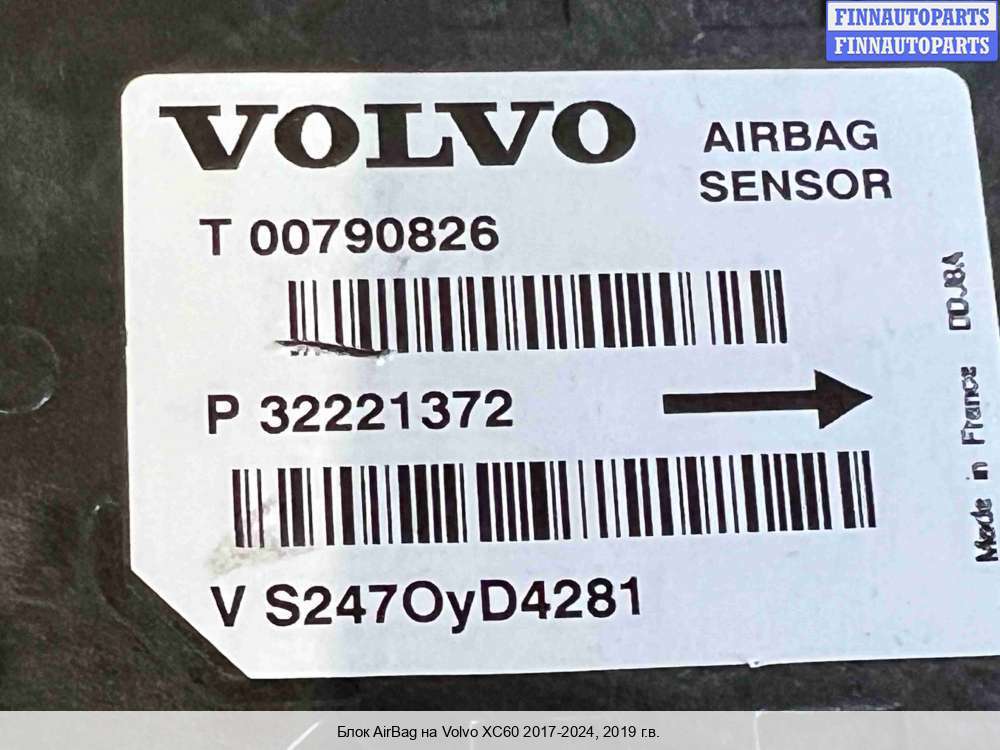 FINNAUTOPARTS
FINNAUTOPARTS
VOLVO
AIRBAG
SENSOR
T 00790826
P 32221372
V S247OyD4281
Made in France DDJ8A
Блок AirBag на Volvo XC60 2017-2024, 2019 г.в.